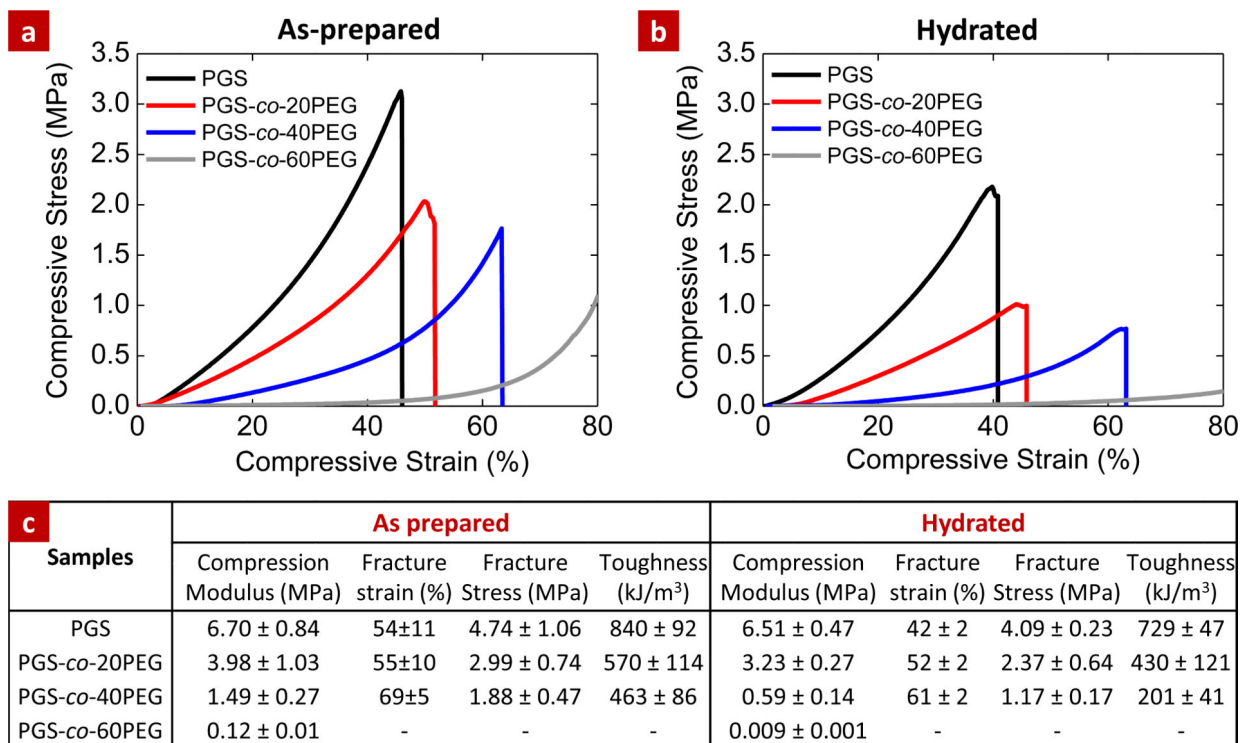 a
As-prepared
3.5
3.0
2.5
2.0
1.5
1.0
0.5
0.0
Compressive Stress (MPa)
PGS
PGS-co-20PEG
PGS-co-40PEG
PGS-co-60PEG
0 20 40 60 80
Compressive Strain (%)
b
Hydrated
3.5
3.0
2.5
2.0
1.5
1.0
0.5
0.0
Compressive Stress (MPa)
PGS
PGS-co-20PEG
PGS-co-40PEG
PGS-co-60PEG
0 20 40 60 80
Compressive Strain (%)
c
As prepared Hydrated
Samples
Compression Fracture Fracture Toughness Compression Fracture Fracture Toughness
Modulus (MPa) strain (%) Stress (MPa) (kJ/m³) Modulus (MPa) strain (%) Stress (MPa) (kJ/m³)
PGS 6.70 ± 0.84 54±11 4.74 ± 1.06 840 ± 92 6.51 ± 0.47 42 ± 2 4.09 ± 0.23 729 ± 47
PGS-co-20PEG 3.98 ± 1.03 55±10 2.99 ± 0.74 570 ± 114 3.23 ± 0.27 52 ± 2 2.37 ± 0.64 430 ± 121
PGS-co-40PEG 1.49 ± 0.27 69±5 1.88 ± 0.47 463 ± 86 0.59 ± 0.14 61 ± 2 1.17 ± 0.17 201 ± 41
PGS-co-60PEG 0.12 ± 0.01 - - - 0.009 ± 0.001 - - -